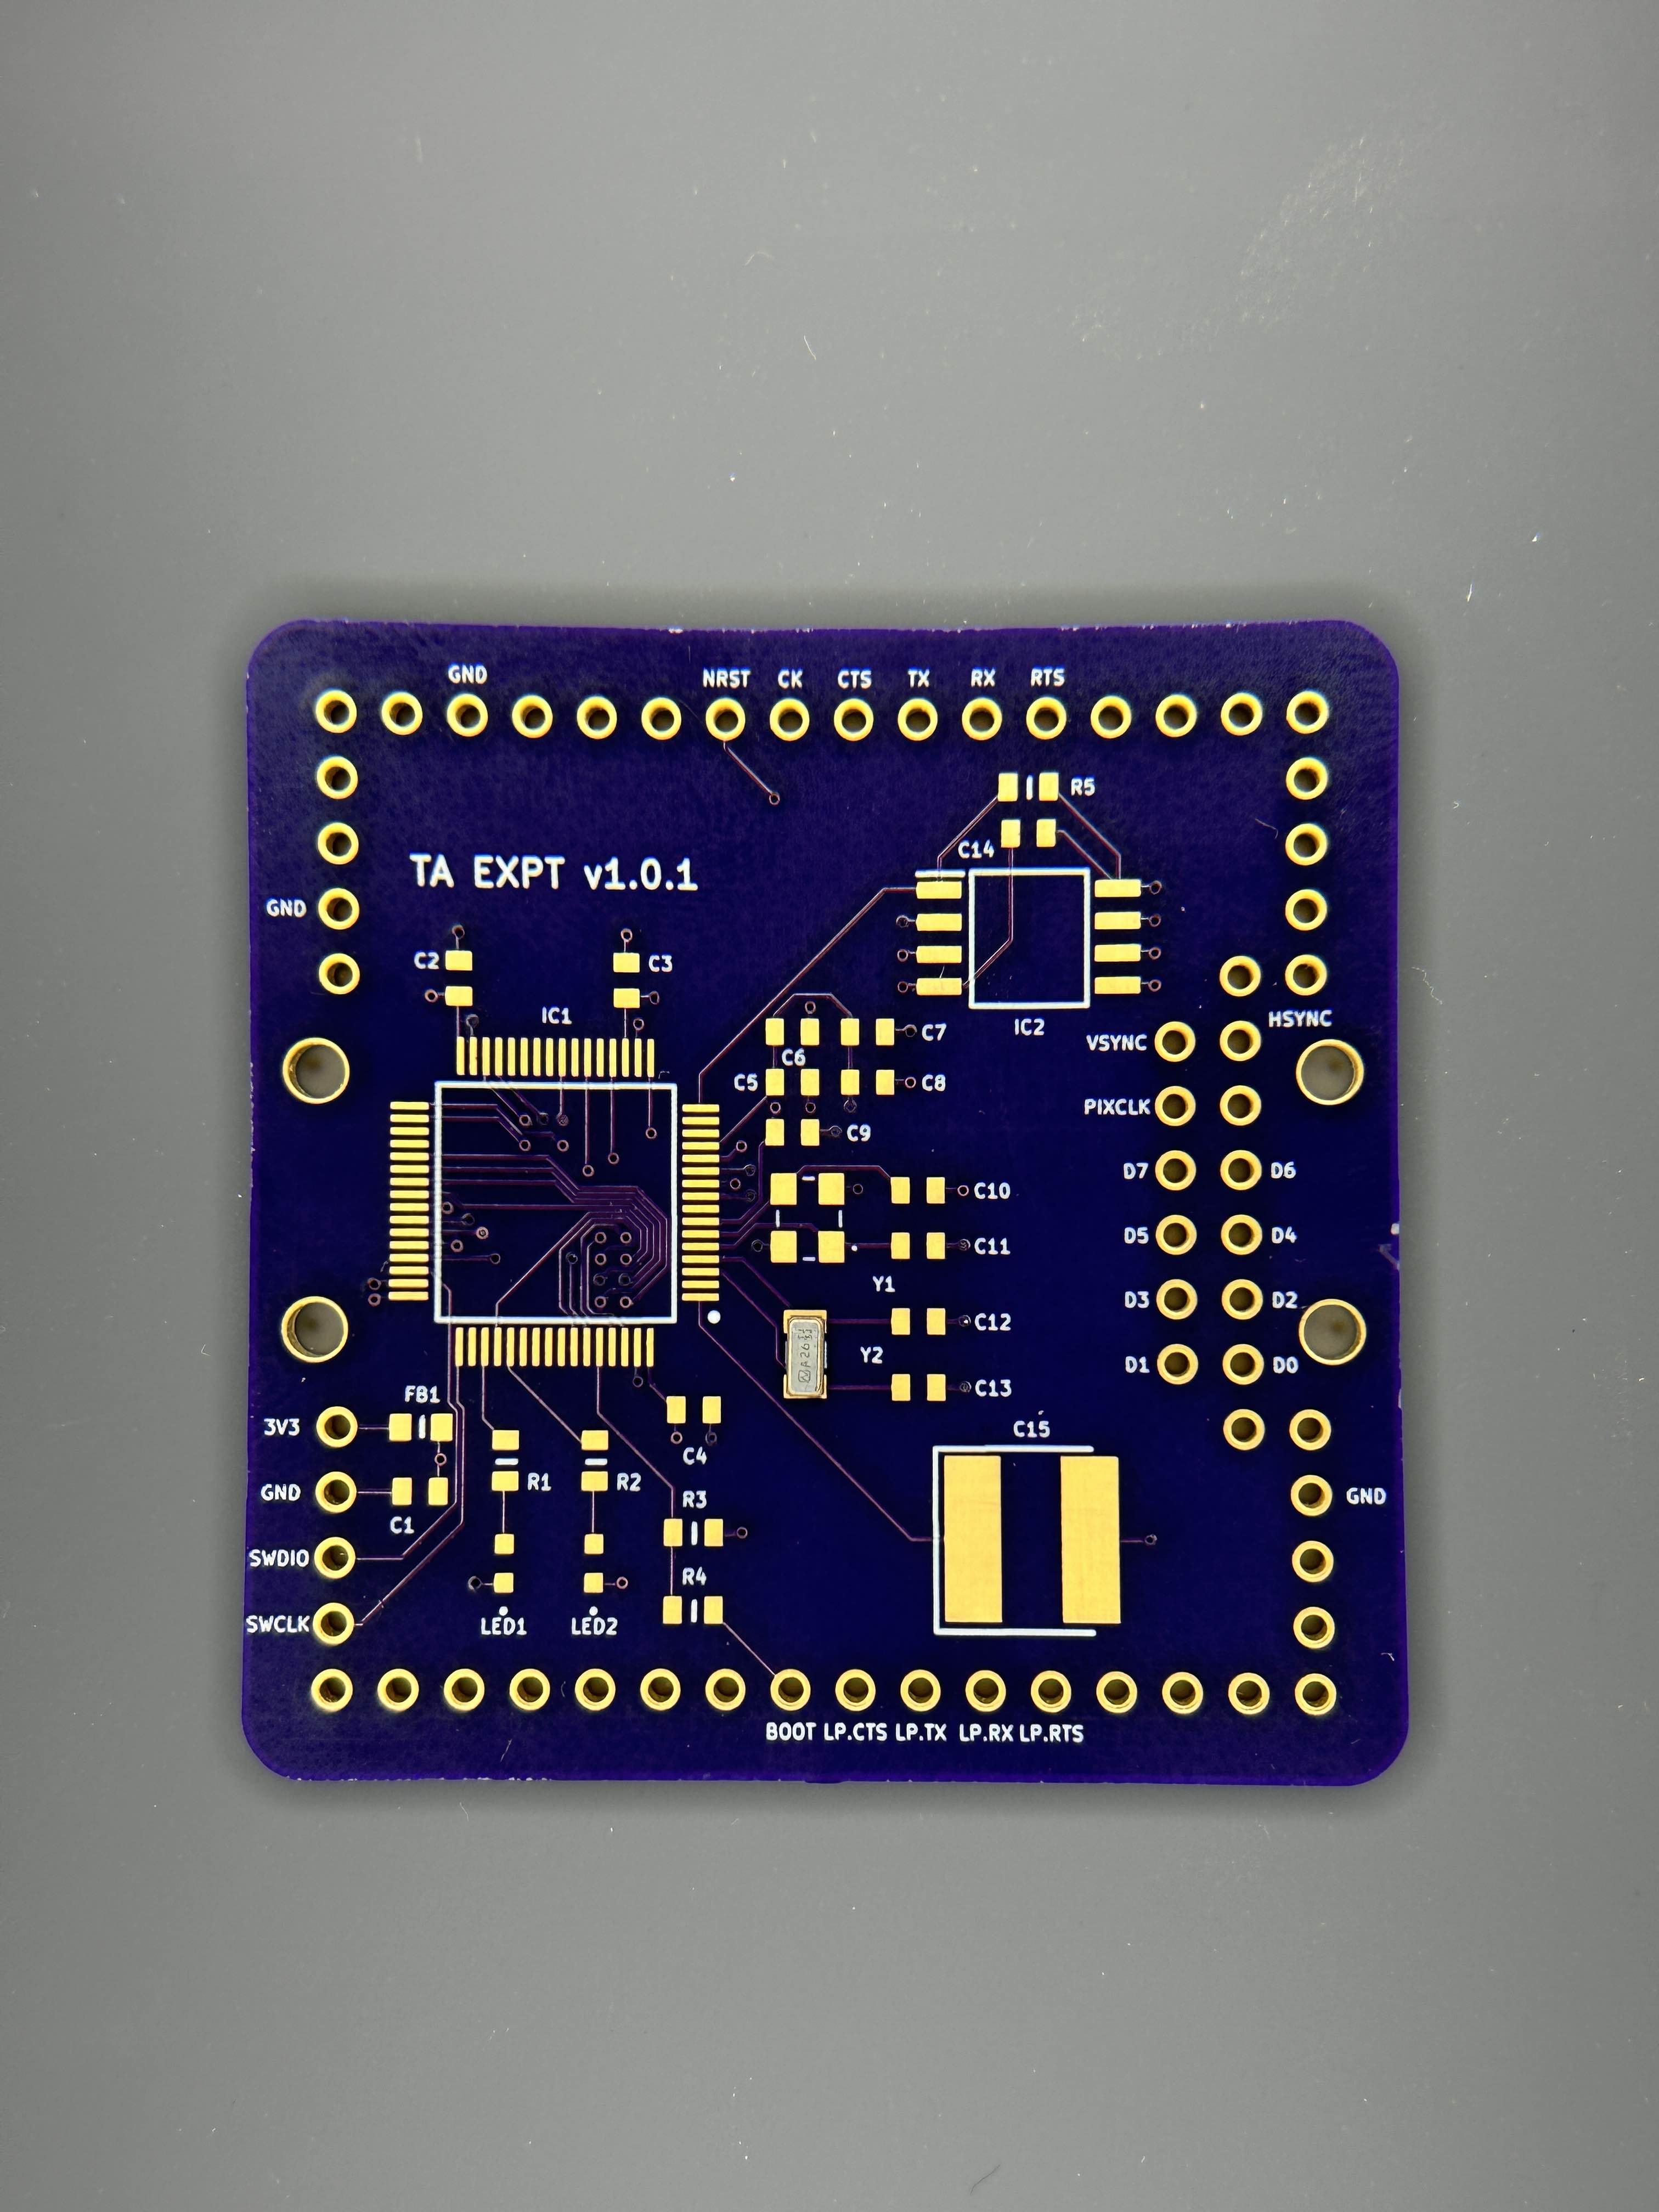 GND NRST CK CTS TX RX RTS
R5
C14
TA EXPT v1.0.1
GND
C2 C3
IC1 IC2
HSYNC
C7 VSYNC
C6
C5 C8
PIXCLK
C9
D7 D6
C10
D5 D4
C11
Y1
D3 D2
C12
Y2
D1 D0
C13
FB1
3V3 C15
C4
R1 R2
GND GND
R3
C1
SWDIO
R4
SWCLK LED1 LED2
BOOT LP.CTS LP.TX LP.RX LP.RTS